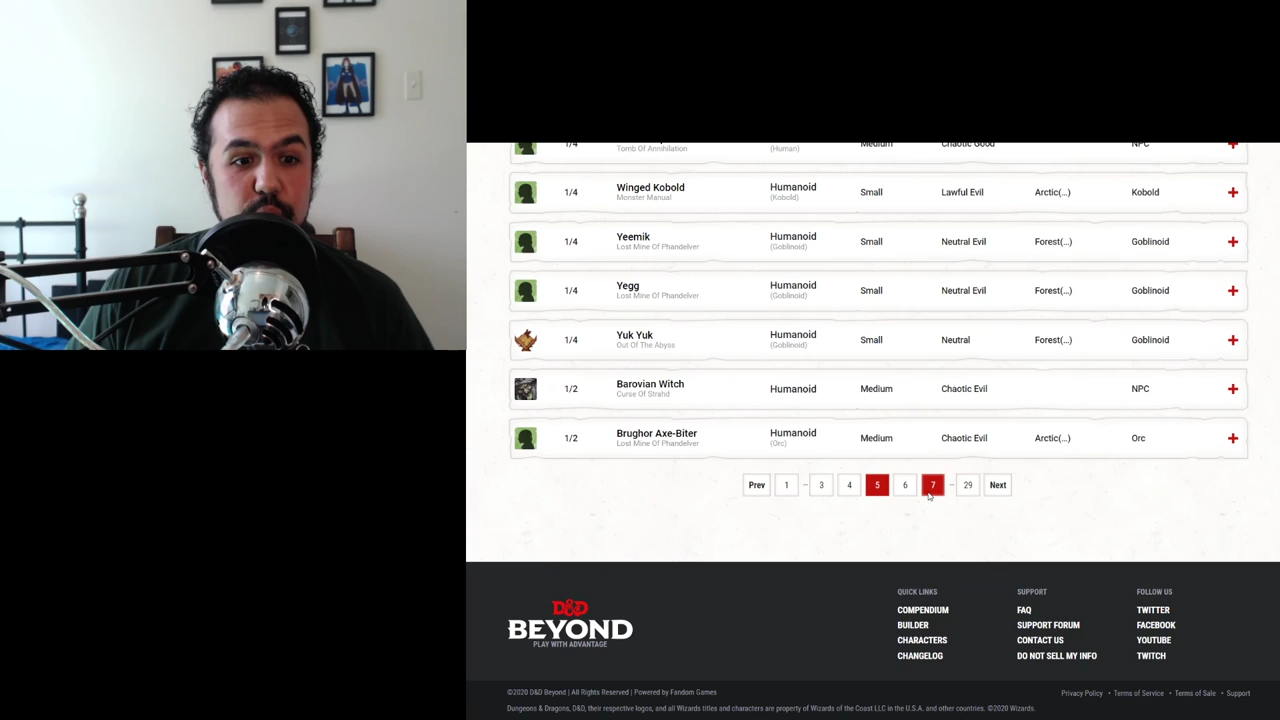 1/4 Medium Chaotic Good NPC
Tomb Of Annihilation (Human)
1/4 Winged Kobold Humanoid Small Lawful Evil Arctic(...) Kobold
Monster Manual (Kobold)
1/4 Yeemik Humanoid Small Neutral Evil Forest(...) Goblinoid
Lost Mine Of Phandelver (Goblinoid)
1/4 Yegg Humanoid Small Neutral Evil Forest(...) Goblinoid
Lost Mine Of Phandelver (Goblinoid)
1/4 Yuk Yuk Humanoid Small Neutral Forest(...) Goblinoid
Out Of The Abyss (Goblinoid)
1/2 Barovian Witch Humanoid Medium Chaotic Evil NPC
Curse Of Strahd
1/2 Brughor Axe-Biter Humanoid Medium Chaotic Evil Arctic(...) Orc
Lost Mine Of Phandelver (Orc)
Prev 1 – 3 4 5 6 7 – 29 Next
D&D
BEYOND
PLAY WITH ADVANTAGE
QUICK LINKS
COMPENDIUM
BUILDER
CHARACTERS
CHANGELOG
SUPPORT
FAQ
SUPPORT FORUM
CONTACT US
DO NOT SELL MY INFO
FOLLOW US
TWITTER
FACEBOOK
YOUTUBE
TWITCH
©2020 D&D Beyond | All Rights Reserved | Powered by Fandom Games
Privacy Policy • Terms of Service • Terms of Sale • Support
Dungeons & Dragons, D&D, their respective logos, and all Wizards titles and characters are property of Wizards of the Coast LLC in the U.S.A. and other countries. ©2020 Wizards.